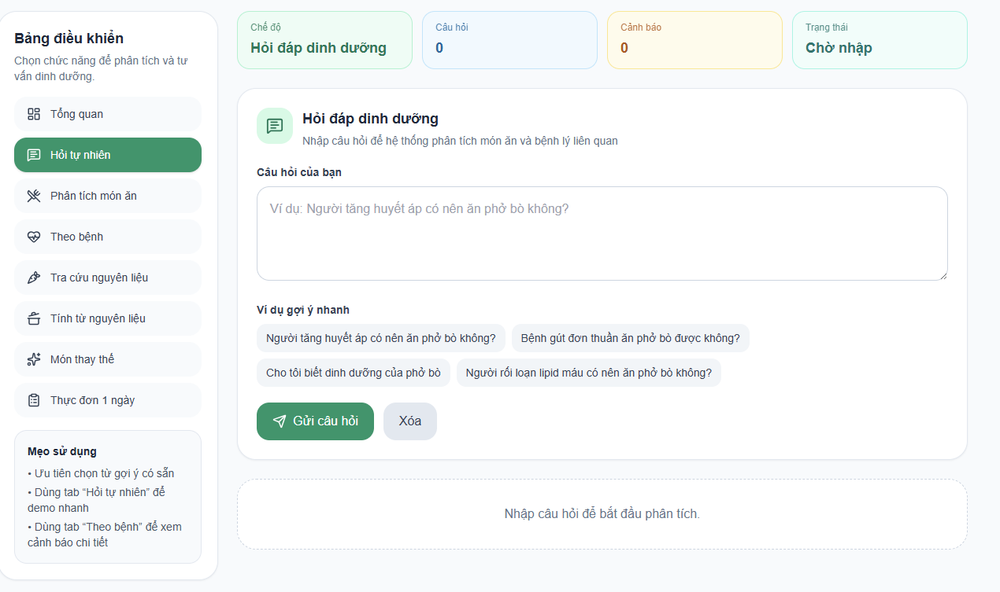 Bảng điều khiển
Chọn chức năng để phân tích và tư
vấn dinh dưỡng.
Tổng quan
Hỏi tự nhiên
Phân tích món ăn
Theo bệnh
Tra cứu nguyên liệu
Tính từ nguyên liệu
Món thay thế
Thực đơn 1 ngày
Mẹo sử dụng
• Ưu tiên chọn từ gợi ý có sẵn
• Dùng tab “Hỏi tự nhiên” để
demo nhanh
• Dùng tab “Theo bệnh” để xem
cảnh báo chi tiết
Chế độ
Hỏi đáp dinh dưỡng
Câu hỏi
0
Cảnh báo
0
Trạng thái
Chờ nhập
Hỏi đáp dinh dưỡng
Nhập câu hỏi để hệ thống phân tích món ăn và bệnh lý liên quan
Câu hỏi của bạn
Ví dụ: Người tăng huyết áp có nên ăn phở bò không?
Ví dụ gợi ý nhanh
Người tăng huyết áp có nên ăn phở bò không?
Bệnh gút đơn thuần ăn phở bò được không?
Cho tôi biết dinh dưỡng của phở bò
Người rối loạn lipid máu có nên ăn phở bò không?
Gửi câu hỏi
Xóa
Nhập câu hỏi để bắt đầu phân tích.